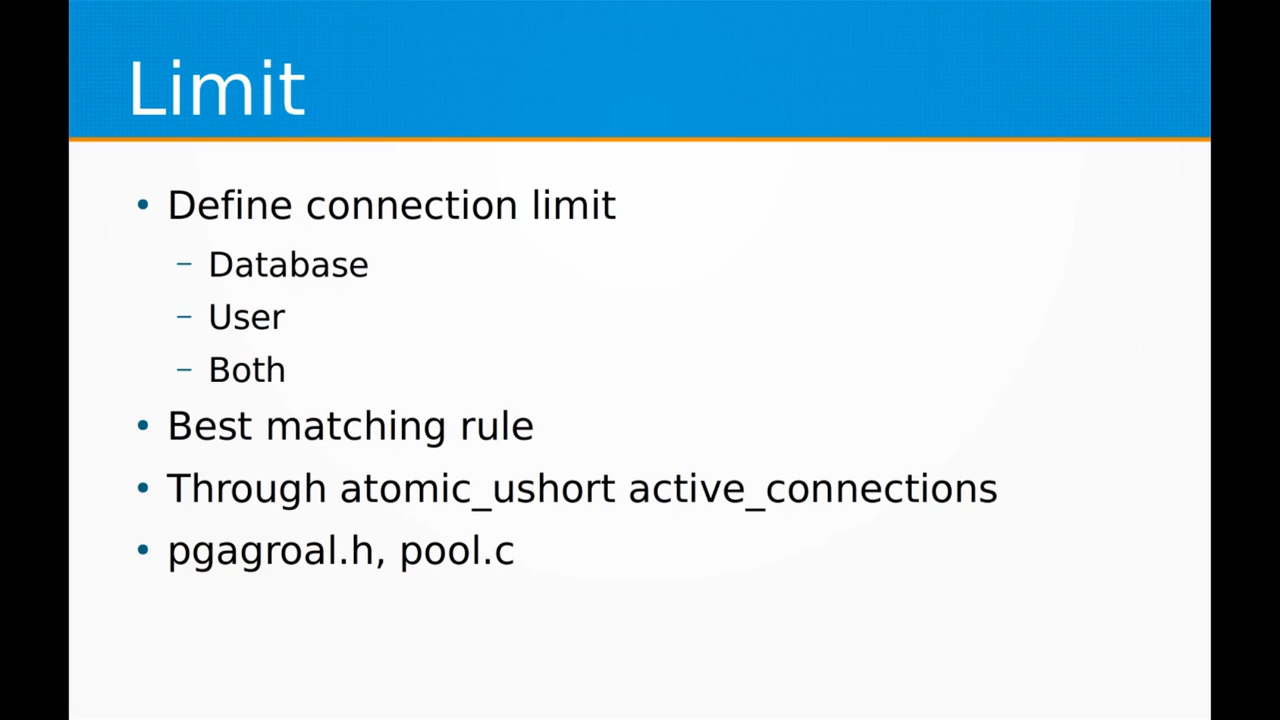 Limit
• Define connection limit
– Database
– User
– Both
• Best matching rule
• Through atomic_ushort active_connections
• pgagroal.h, pool.c